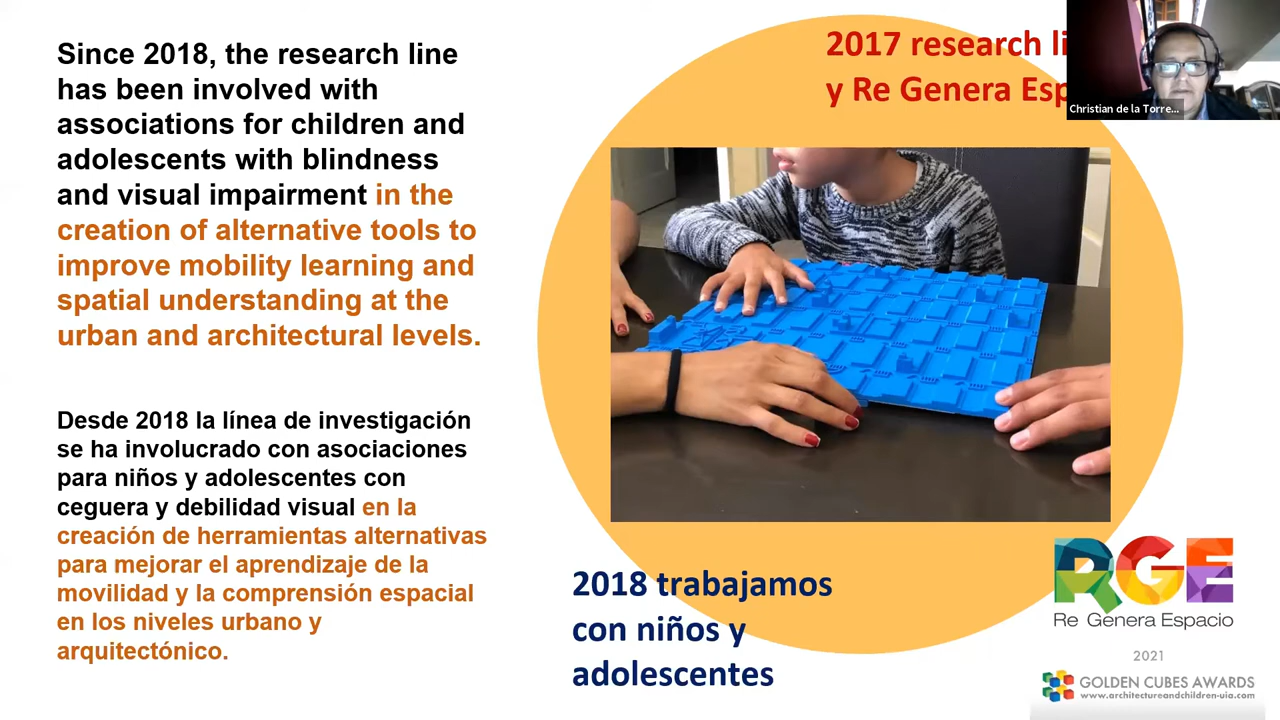 Since 2018, the research line
has been involved with
associations for children and
adolescents with blindness
and visual impairment in the
creation of alternative tools to
improve mobility learning and
spatial understanding at the
urban and architectural levels.
Desde 2018 la línea de investigación
se ha involucrado con asociaciones
para niños y adolescentes con
ceguera y debilidad visual en la
creación de herramientas alternativas
para mejorar el aprendizaje de la
movilidad y la comprensión espacial
en los niveles urbano y
arquitectónico.
2017 research
y Re Genera
Christian de la Torre...
2018 trabajamos
con niños y
adolescentes
RGE
Re Genera Espacio
2021
GOLDEN CUBES AWARDS
www.architectureandchildren-uia.com